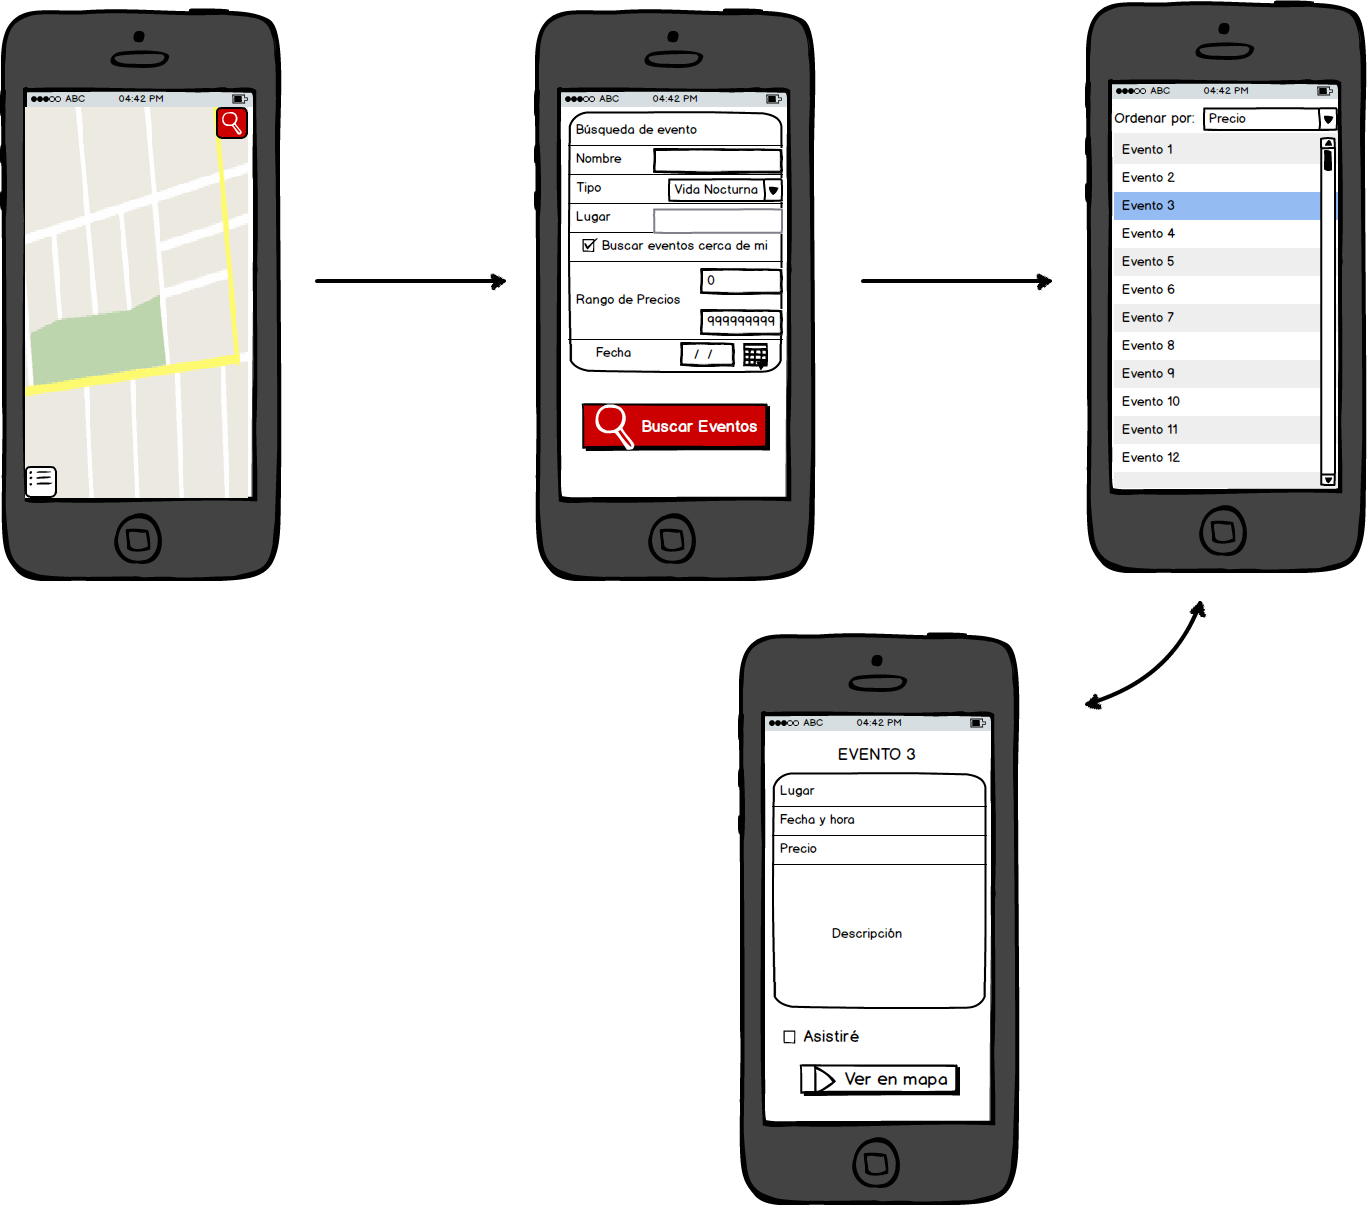 ABC 04:42 PM
ABC 04:42 PM
Búsqueda de evento
Nombre
Tipo Vida Nocturna
Lugar
Buscar eventos cerca de mi
0
Rango de Precios
999999999
Fecha / /
Buscar Eventos
ABC 04:42 PM
Ordenar por: Precio
Evento 1
Evento 2
Evento 3
Evento 4
Evento 5
Evento 6
Evento 7
Evento 8
Evento 9
Evento 10
Evento 11
Evento 12
ABC 04:42 PM
EVENTO 3
Lugar
Fecha y hora
Precio
Descripción
Asistiré
Ver en mapa